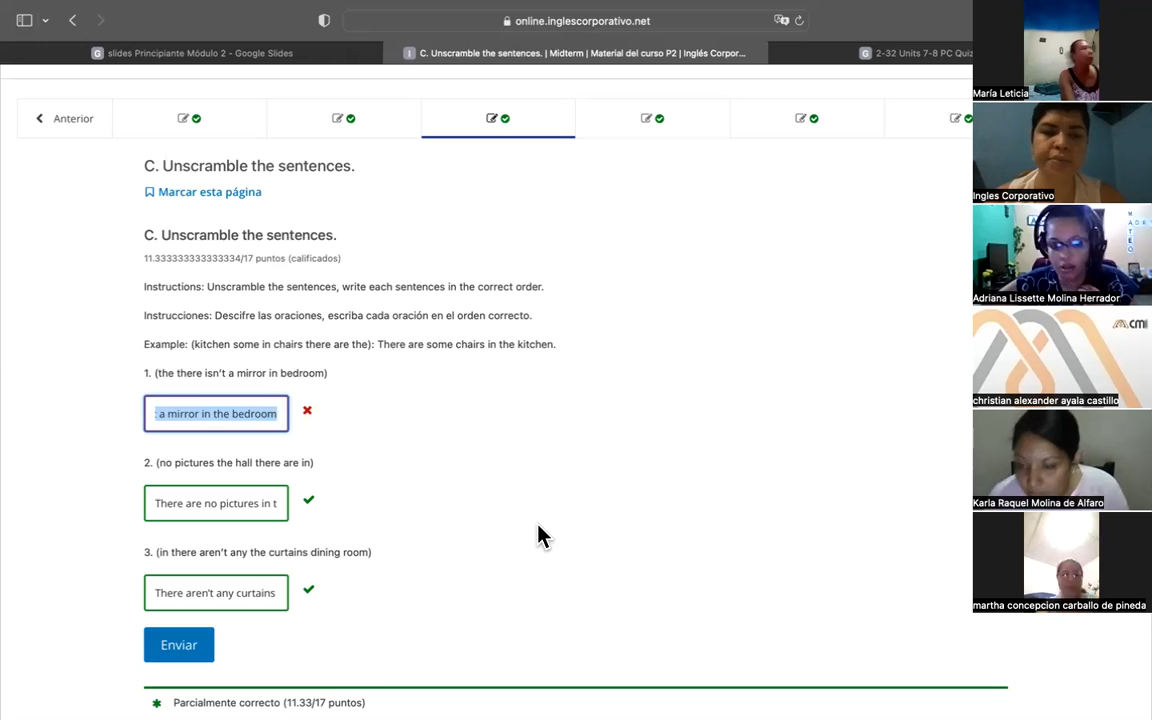 online.inglescorporativo.net
G slides Principiante Módulo 2 - Google Slides
I C. Unscramble the sentences. | Midterm | Material del curso P2 | Inglés Corpor...
G 2-32 Units 7-8 PC Quiz
Anterior
C. Unscramble the sentences.
Marcar esta página
C. Unscramble the sentences.
11.333333333333334/17 puntos (calificados)
Instructions: Unscramble the sentences, write each sentences in the correct order.
Instrucciones: Descifre las oraciones, escriba cada oración en el orden correcto.
Example: (kitchen some in chairs there are the): There are some chairs in the kitchen.
1. (the there isn't a mirror in bedroom)
a mirror in the bedroom
2. (no pictures the hall there are in)
There are no pictures in t
3. (in there aren't any the curtains dining room)
There aren't any curtains
Enviar
Parcialmente correcto (11.33/17 puntos)
María Leticia
Ingles Corporativo
Adriana Lissette Molina Herrador
cmi
christian alexander ayala castillo
Karla Raquel Molina de Alfaro
martha concepcion carballo de pineda